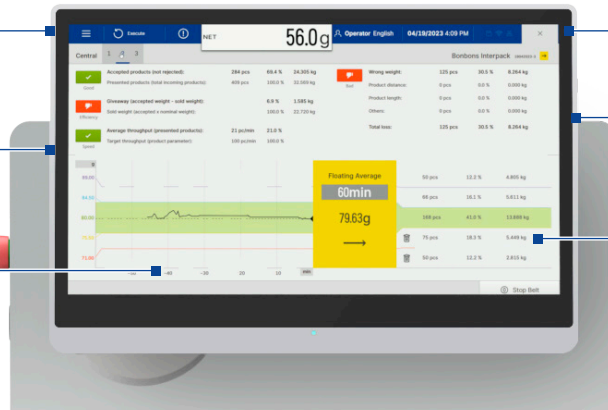 Execute
NET 56.0g
Operator English 04/19/2023 4:09 PM
Central 1 2 3 Bonbons Interpack
Accepted products (not rejected): 284 pcs 69.4 % 24.305 kg
Presented products (total incoming products): 409 pcs 100.0 % 32.569 kg
Good
Giveaway (accepted weight - sold weight): 6.9 % 1.585 kg
Sold weight (accepted x nominal weight): 100.0 % 22.720 kg
Efficiency
Average throughput (presented products): 21 pc/min 21.0 %
Target throughput (product parameter): 100 pc/min 100.0 %
Speed
Wrong weight: 125 pcs 30.5 % 8.264 kg
Bad
Product distance: 0 pcs 0.0 % 0.000 kg
Product length: 0 pcs 0.0 % 0.000 kg
Others: 0 pcs 0.0 % 0.000 kg
Total loss: 125 pcs 30.5 % 8.264 kg
Floating Average
60min
79.63g
50 pcs 12.2 % 4.805 kg
66 pcs 16.1 % 5.611 kg
168 pcs 41.0 %
75 pcs 18.3 % 5.449 kg
50 pcs 12.2 % 2.815 kg
-40 -30 20 10 min
Stop Belt